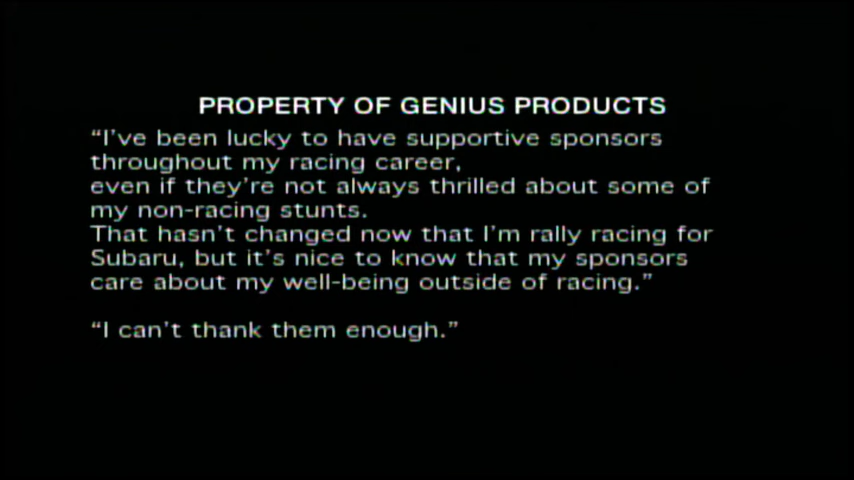 PROPERTY OF GENIUS PRODUCTS
“I’ve been lucky to have supportive sponsors
throughout my racing career,
even if they’re not always thrilled about some of
my non-racing stunts.
That hasn’t changed now that I’m rally racing for
Subaru, but it’s nice to know that my sponsors
care about my well-being outside of racing.”
“I can’t thank them enough.”